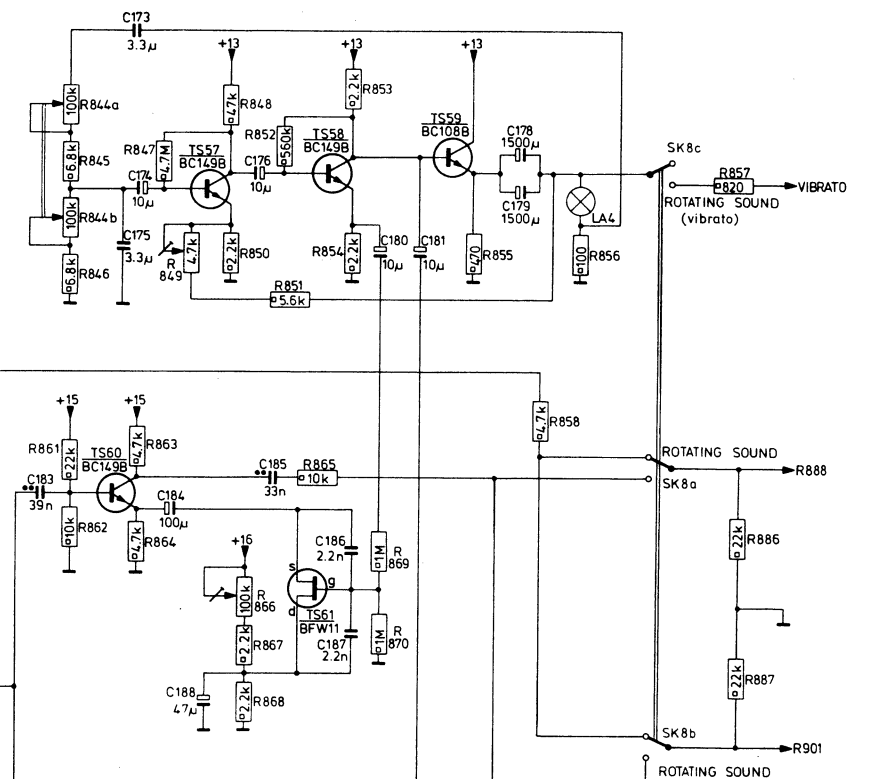 C173
3.3µ
+13
+13
+13
100k
R844a
47k
R848
2.2k
R853
R852
560k
TS59
BC108B
C178
1500µ
SK8c
R845
6.8k
R847
4.7M
TS57
BC149B
C176
10µ
TS58
BC149B
R857
820
VIBRATO
C174
10µ
C179
1500µ
ROTATING SOUND
(vibrato)
LA4
100k
R844b
C175
3.3µ
6.8k
R846
4.7k
R
849
2.2k
R850
R854
2.2k
C180
10µ
C181
10µ
470
R855
100
R856
R851
5.6k
+15
+15
4.7k
R858
R861
22k
4.7k
R863
TS60
BC149B
ROTATING SOUND
R888
C183
39n
C185
33n
R865
10k
SK8a
C184
100µ
10k
R862
4.7k
R864
22k
R886
+16
C186
2.2n
1M
R
869
s
g
d
100k
R
866
TS61
BFW11
1M
R
870
2.2k
R867
C187
2.2n
22k
R887
C188
47µ
2.2k
R868
SK8b
R901
ROTATING SOUND